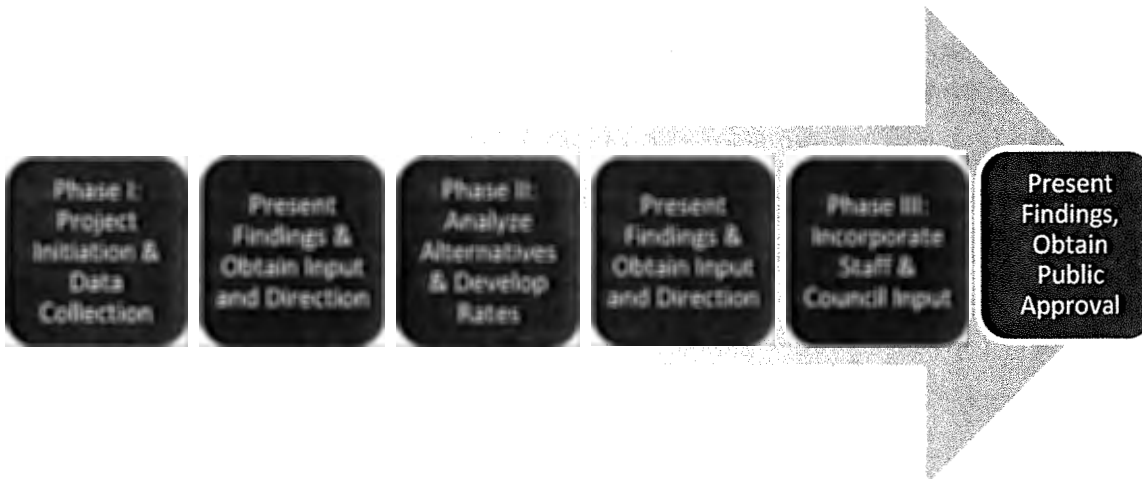 Phase I:
Project
Initiation &
Data
Collection
Present
Findings &
Obtain Input
and Direction
Phase II:
Analyze
Alternatives
& Develop
Rates
Present
Findings &
Obtain Input
and Direction
Phase III:
Incorporate
Staff &
Council Input
Present
Findings,
Obtain
Public
Approval